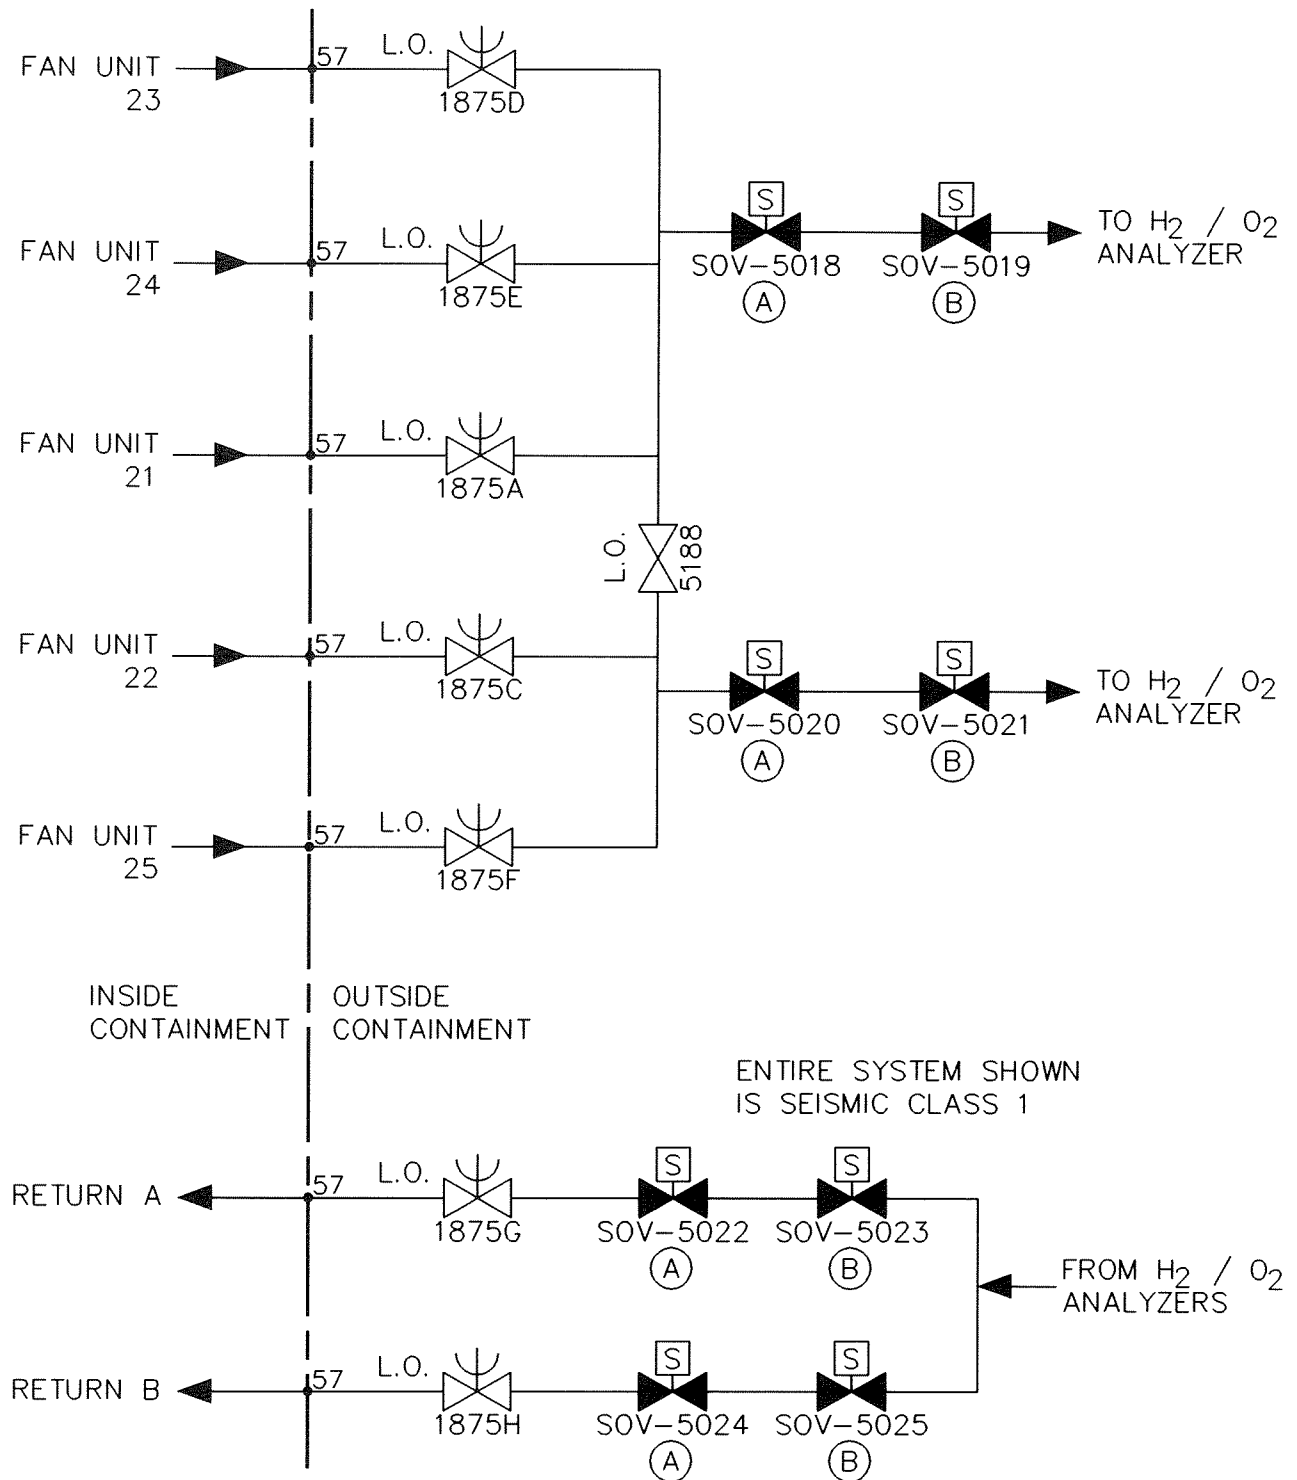 FAN UNIT
23
57
L.O.
1875D
FAN UNIT
24
57
L.O.
1875E
S
SOV-5018
A
S
SOV-5019
B
TO H2 / O2
ANALYZER
FAN UNIT
21
57
L.O.
1875A
L.O.
5188
FAN UNIT
22
57
L.O.
1875C
S
SOV-5020
A
S
SOV-5021
B
TO H2 / O2
ANALYZER
FAN UNIT
25
57
L.O.
1875F
INSIDE
CONTAINMENT
OUTSIDE
CONTAINMENT
ENTIRE SYSTEM SHOWN
IS SEISMIC CLASS 1
RETURN A
57
L.O.
1875G
S
SOV-5022
A
S
SOV-5023
B
FROM H2 / O2
ANALYZERS
RETURN B
57
L.O.
1875H
S
SOV-5024
A
S
SOV-5025
B